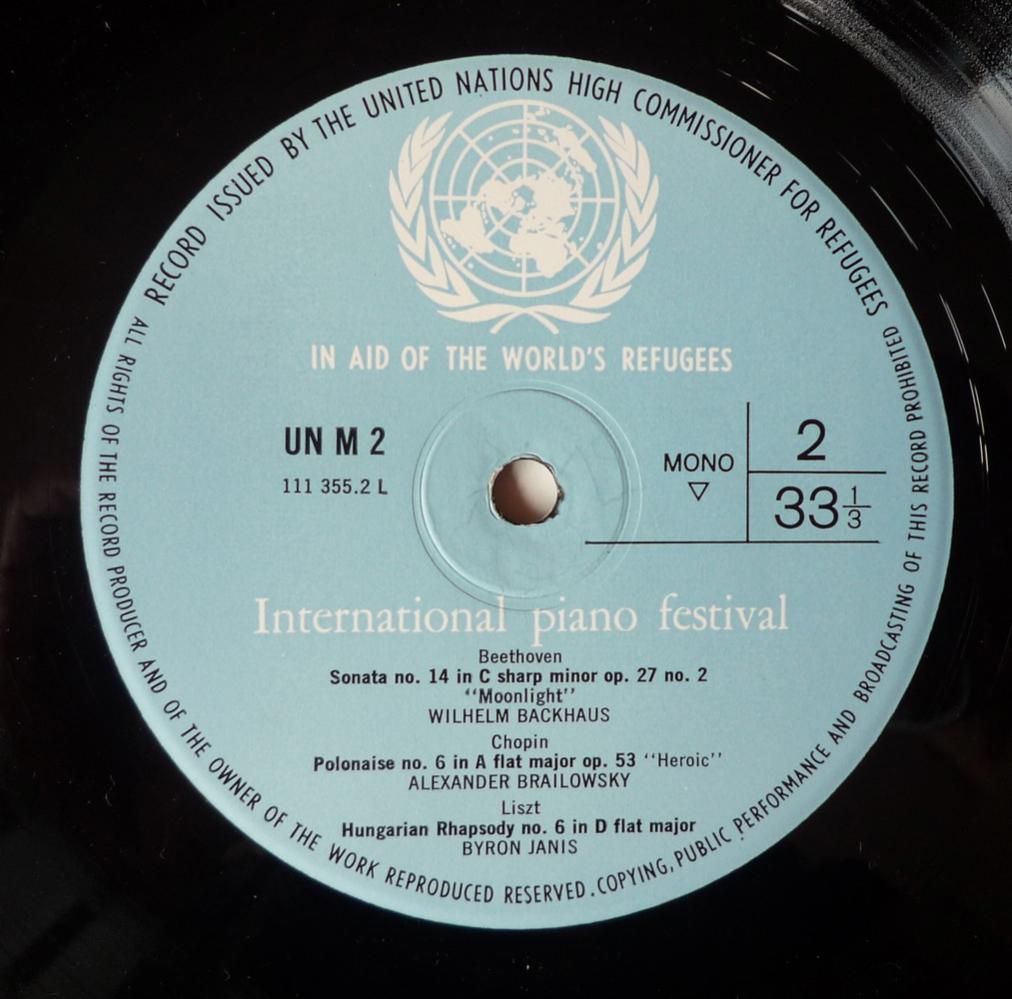 RECORD ISSUED BY THE UNITED NATIONS HIGH COMMISSIONER FOR REFUGEES
IN AID OF THE WORLD'S REFUGEES
UN M 2
111 355.2 L
MONO
2
33 1/3
International piano festival
Beethoven
Sonata no. 14 in C sharp minor op. 27 no. 2
"Moonlight"
WILHELM BACKHAUS
Chopin
Polonaise no. 6 in A flat major op. 53 "Heroic"
ALEXANDER BRAILOWSKY
Liszt
Hungarian Rhapsody no. 6 in D flat major
BYRON JANIS
ALL RIGHTS OF THE RECORD PRODUCER AND OF THE OWNER OF THE WORK REPRODUCED RESERVED. COPYING, PUBLIC PERFORMANCE AND BROADCASTING OF THIS RECORD PROHIBITED